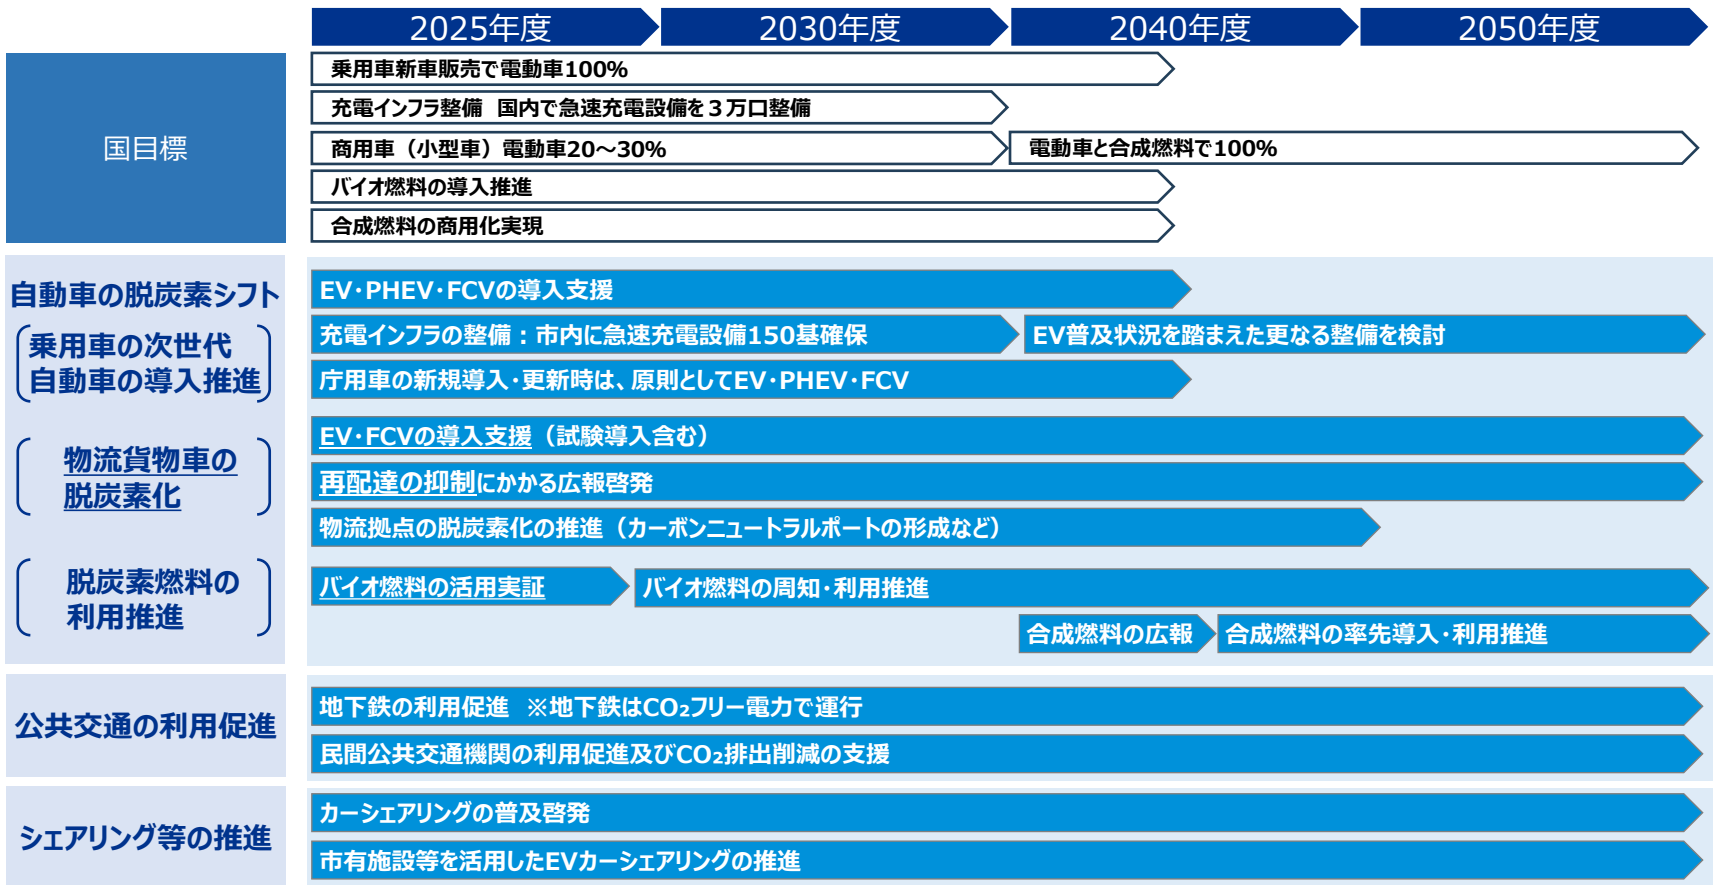 2025年度
2030年度
2040年度
2050年度
国目標
乗用車新車販売で電動車100%
充電インフラ整備 国内で急速充電設備を３万口整備
商用車（小型車）電動車20～30%
電動車と合成燃料で100%
バイオ燃料の導入推進
合成燃料の商用化実現
自動車の脱炭素シフト
乗用車の次世代
自動車の導入推進
EV・PHEV・FCVの導入支援
充電インフラの整備：市内に急速充電設備150基確保
EV普及状況を踏まえた更なる整備を検討
庁用車の新規導入・更新時は、原則としてEV・PHEV・FCV
物流貨物車の
脱炭素化
EV・FCVの導入支援（試験導入含む）
再配達の抑制にかかる広報啓発
物流拠点の脱炭素化の推進（カーボンニュートラルポートの形成など）
脱炭素燃料の
利用推進
バイオ燃料の活用実証
バイオ燃料の周知・利用推進
合成燃料の広報
合成燃料の率先導入・利用推進
公共交通の利用促進
地下鉄の利用促進 ※地下鉄はCO₂フリー電力で運行
民間公共交通機関の利用促進及びCO₂排出削減の支援
シェアリング等の推進
カーシェアリングの普及啓発
市有施設等を活用したEVカーシェアリングの推進